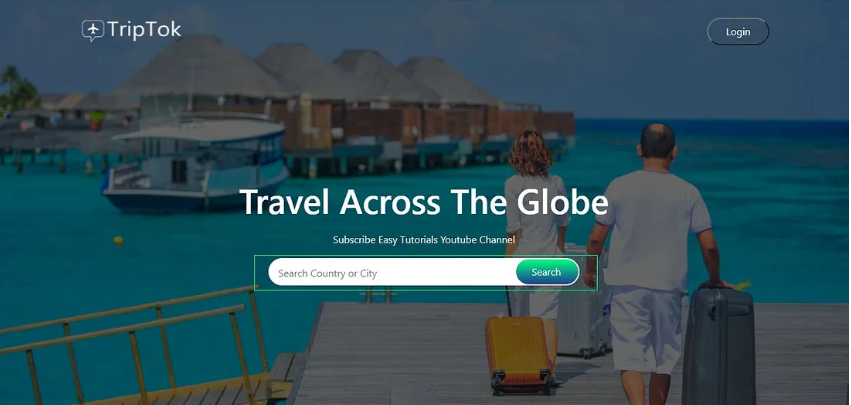 TripTok
Login
Travel Across The Globe
Subscribe Easy Tutorials Youtube Channel
Search Country or City
Search